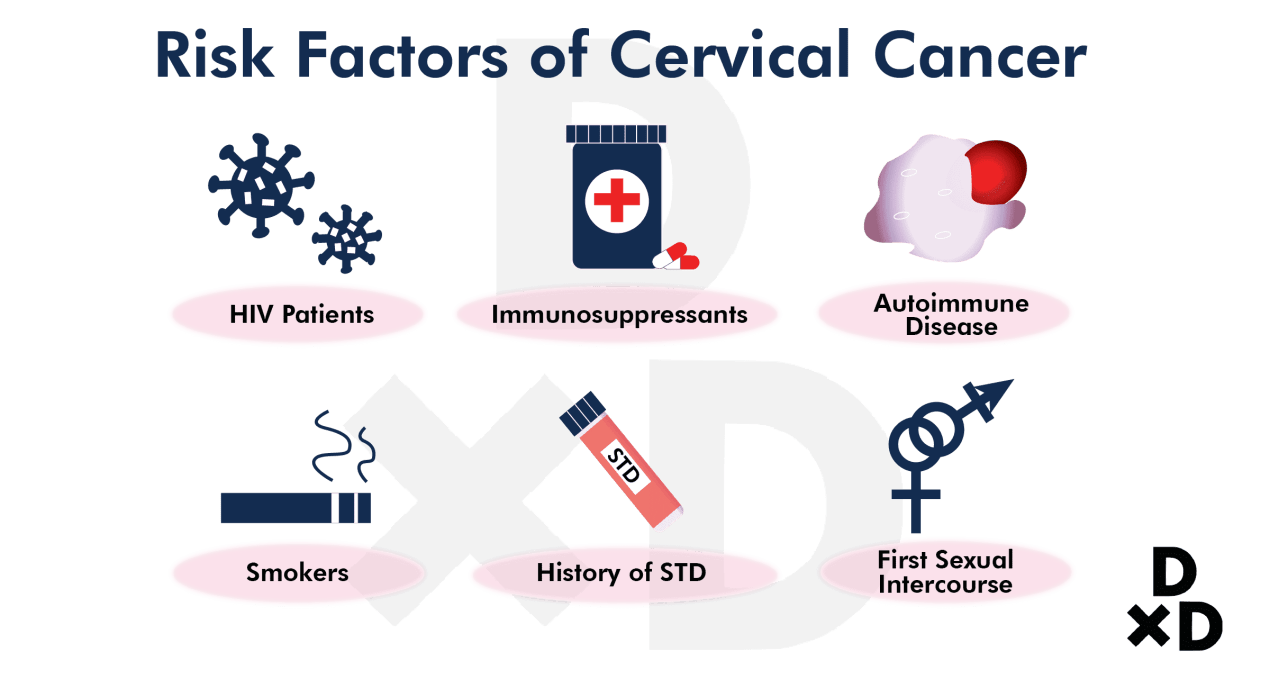 Risk Factors of Cervical Cancer
HIV Patients
Immunosuppressants
Autoimmune
Disease
STD
Smokers
History of STD
First Sexual
Intercourse
D
×D